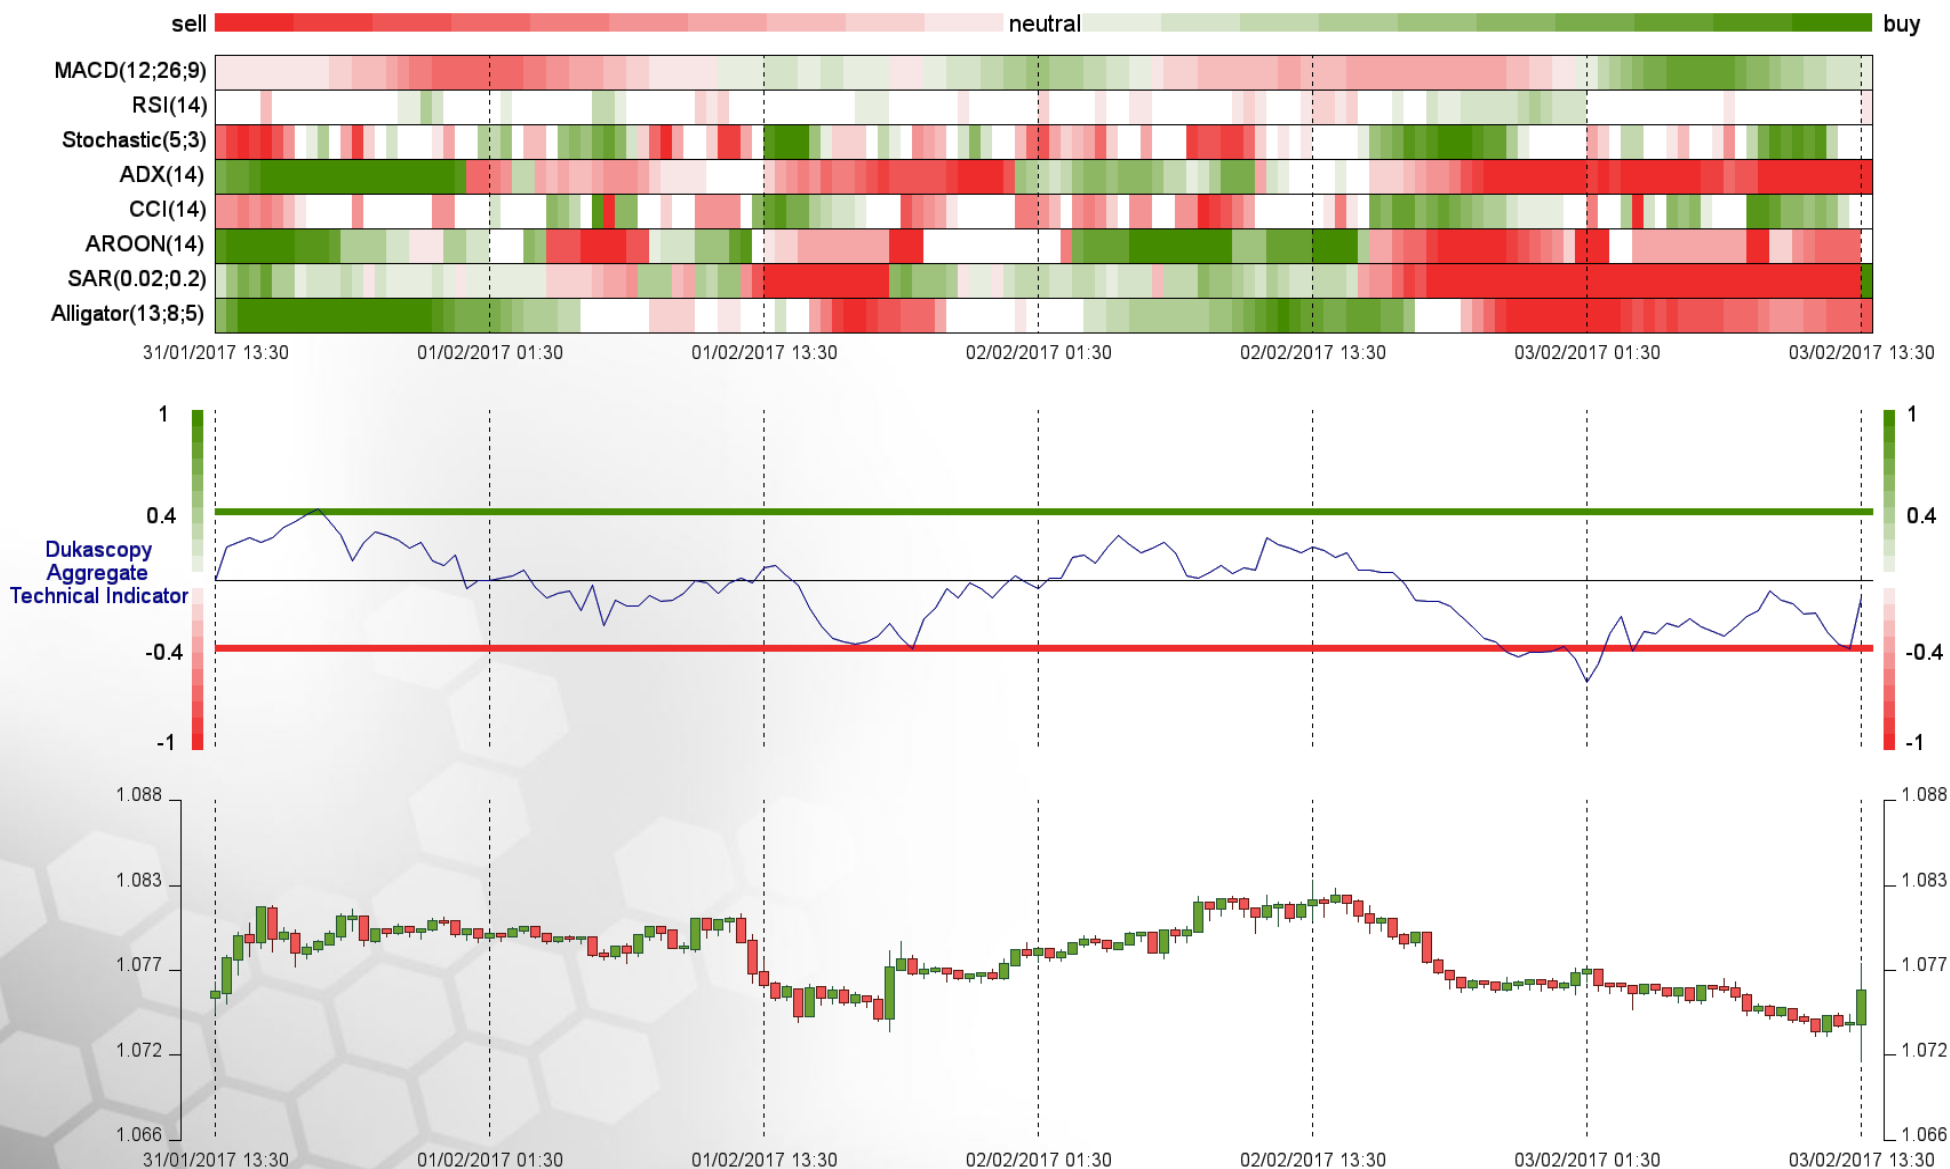 sell neutral buy
MACD(12;26;9)
RSI(14)
Stochastic(5;3)
ADX(14)
CCI(14)
AROON(14)
SAR(0.02;0.2)
Alligator(13;8;5)
31/01/2017 13:30 01/02/2017 01:30 01/02/2017 13:30 02/02/2017 01:30 02/02/2017 13:30 03/02/2017 01:30 03/02/2017 13:30
1 1
0.4 0.4
Dukascopy
Aggregate
Technical Indicator
-0.4 -0.4
-1 -1
1.088 1.088
1.083 1.083
1.077 1.077
1.072 1.072
1.066 1.066
31/01/2017 13:30 01/02/2017 01:30 01/02/2017 13:30 02/02/2017 01:30 02/02/2017 13:30 03/02/2017 01:30 03/02/2017 13:30